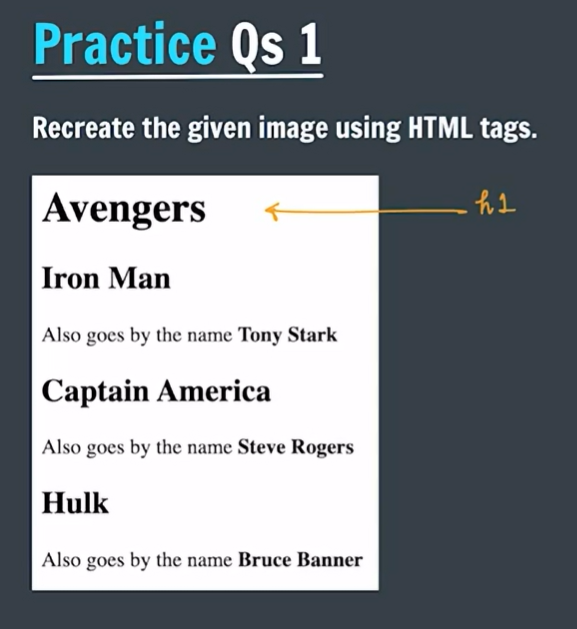 Practice Qs 1
Recreate the given image using HTML tags.
Avengers
h1
Iron Man
Also goes by the name Tony Stark
Captain America
Also goes by the name Steve Rogers
Hulk
Also goes by the name Bruce Banner